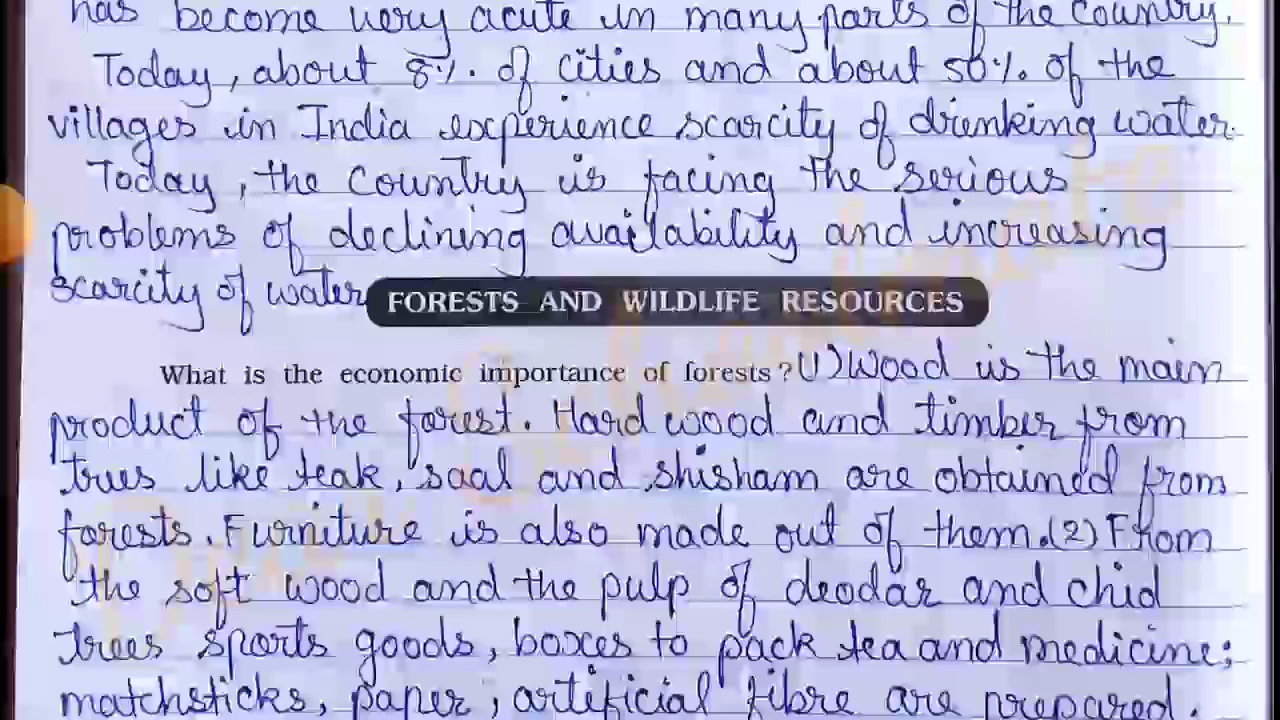 has become very acute in many parts of the country.
Today, about 8%. of cities and about 50%. of the
villages in India experience scarcity of drinking water.
Today, the country is facing the serious
problems of declining availability and increasing
scarcity of water FORESTS AND WILDLIFE RESOURCES
What is the economic importance of forests? (1) Wood is the main
product of the forest. Hard wood and timber from
trees like teak, saal and shisham are obtained from
forests. Furniture is also made out of them. (2) From
the soft wood and the pulp of deodar and chid
trees sports goods, boxes to pack tea and medicine;
matchsticks, paper, artificial fibre are prepared.